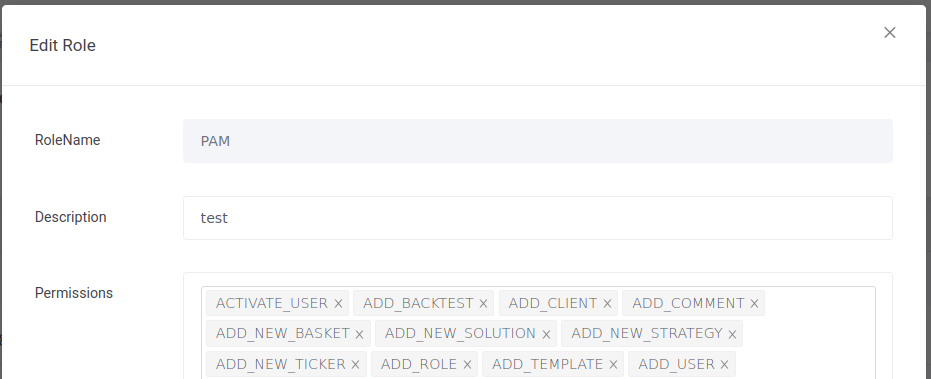 Edit Role
RoleName
PAM
Description
test
Permissions
ACTIVATE_USER x ADD_BACKTEST x ADD_CLIENT x ADD_COMMENT x
ADD_NEW_BASKET x ADD_NEW_SOLUTION x ADD_NEW_STRATEGY x
ADD_NEW_TICKER x ADD_ROLE x ADD_TEMPLATE x ADD_USER x